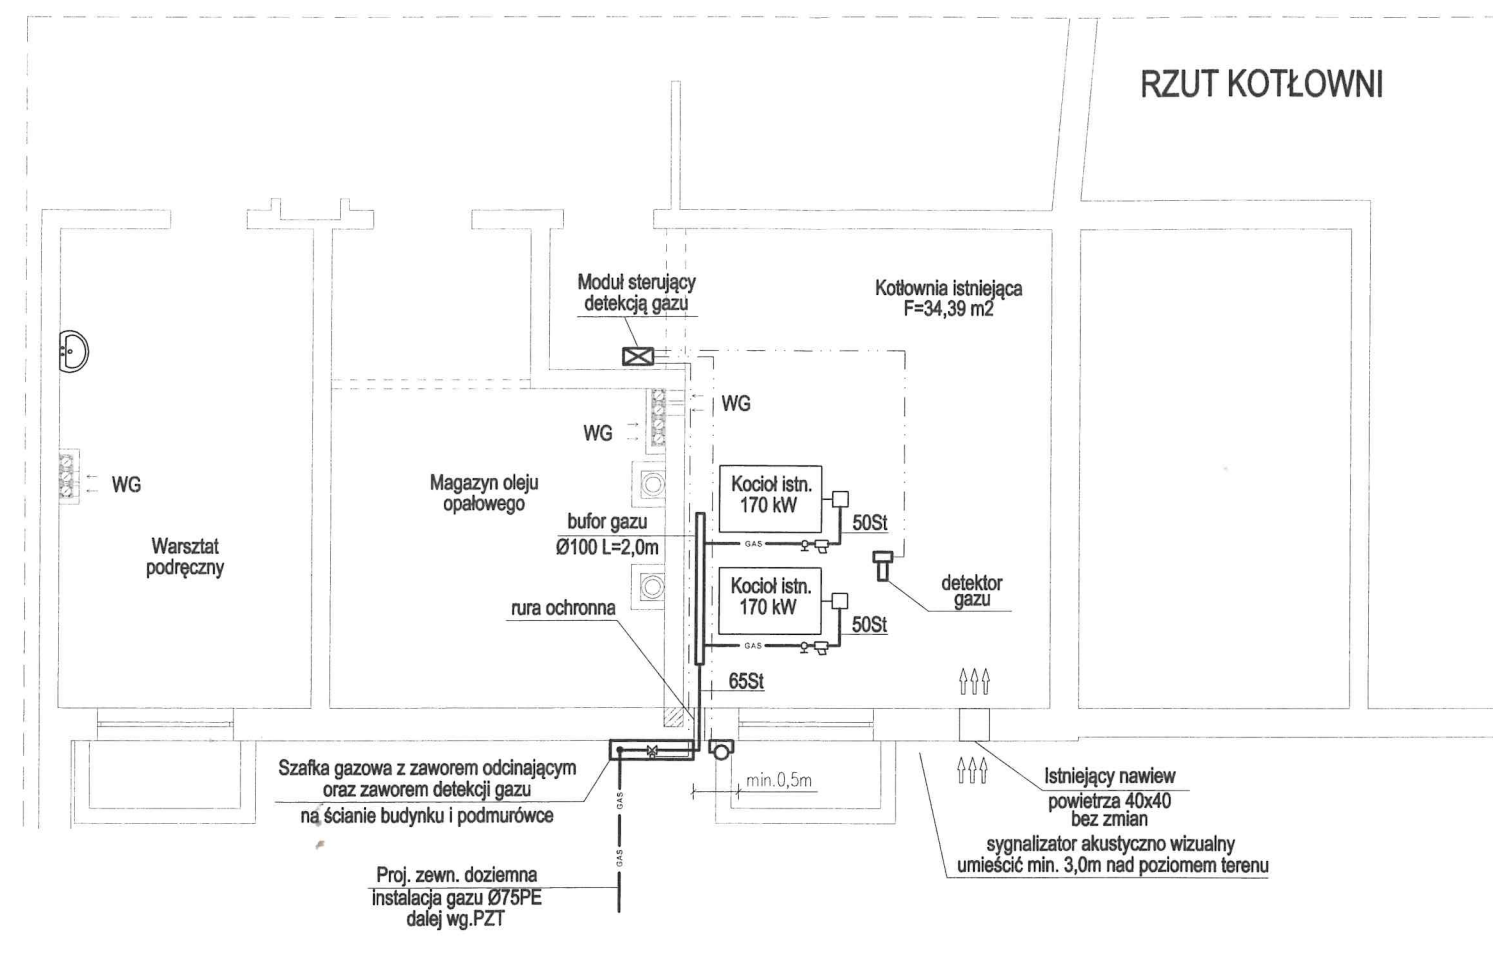 RZUT KOTŁOWNI
Moduł sterujący
detekcją gazu
Kotłownia istniejąca
F=34,39 m2
WG
WG
WG
Magazyn oleju
opałowego
Warsztat
podręczny
Kocioł istn.
170 kW
50St
GAS
bufor gazu
Ø100 L=2,0m
Kocioł istn.
170 kW
50St
GAS
detektor
gazu
rura ochronna
65St
Szafka gazowa z zaworem odcinającym
oraz zaworem detekcji gazu
na ścianie budynku i podmurówce
GAS
GAS
min.0,5m
Istniejący nawiew
powietrza 40x40
bez zmian
sygnalizator akustyczno wizualny
umieścić min. 3,0m nad poziomem terenu
Proj. zewn. doziemna
instalacja gazu Ø75PE
dalej wg.PZT